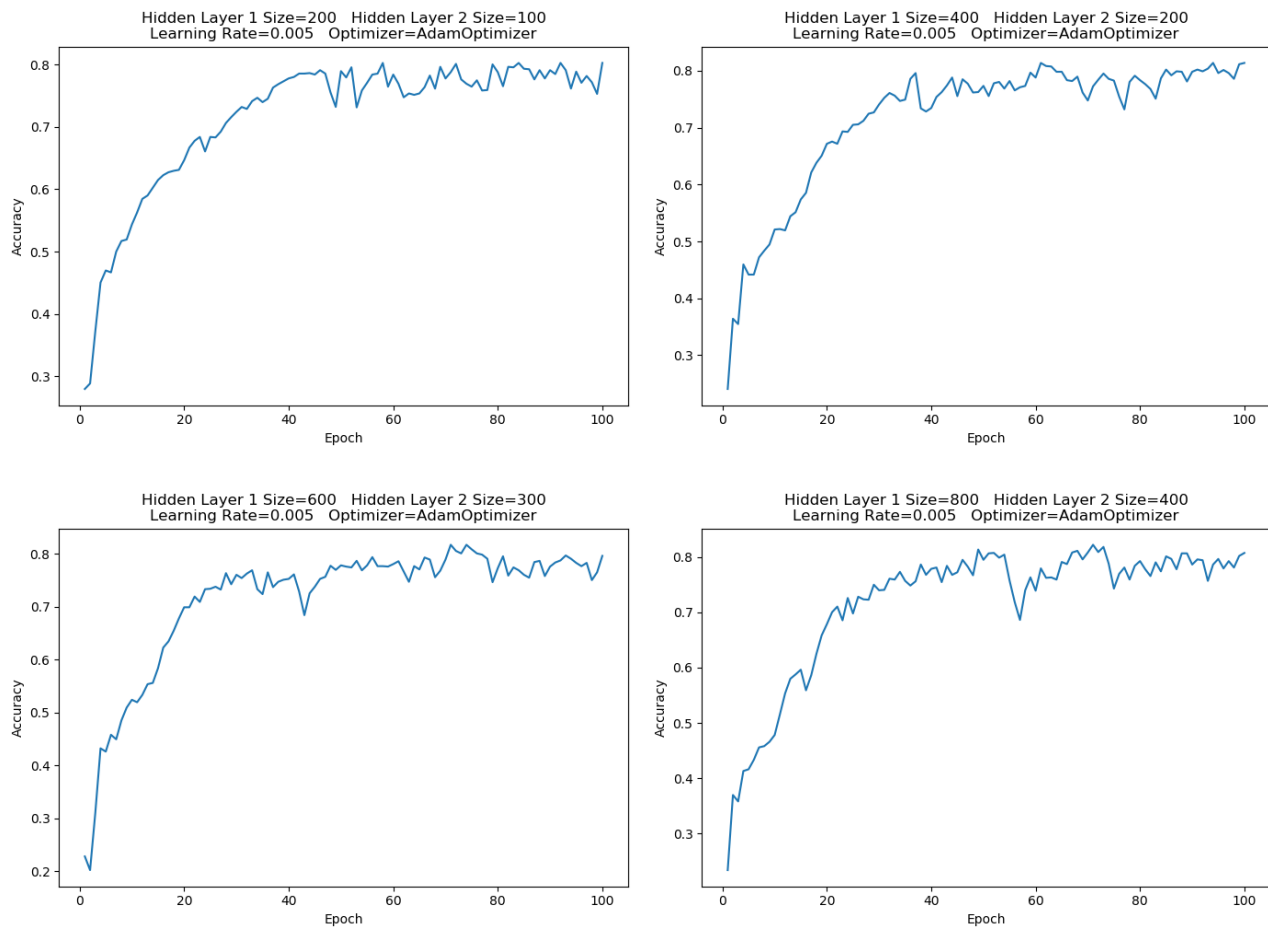 Hidden Layer 1 Size=200   Hidden Layer 2 Size=100
Learning Rate=0.005   Optimizer=AdamOptimizer
0.8
0.7
0.6
0.5
0.4
0.3
Accuracy
0 20 40 60 80 100
Epoch
Hidden Layer 1 Size=400   Hidden Layer 2 Size=200
Learning Rate=0.005   Optimizer=AdamOptimizer
0.8
0.7
0.6
0.5
0.4
0.3
Accuracy
0 20 40 60 80 100
Epoch
Hidden Layer 1 Size=600   Hidden Layer 2 Size=300
Learning Rate=0.005   Optimizer=AdamOptimizer
0.8
0.7
0.6
0.5
0.4
0.3
0.2
Accuracy
0 20 40 60 80 100
Epoch
Hidden Layer 1 Size=800   Hidden Layer 2 Size=400
Learning Rate=0.005   Optimizer=AdamOptimizer
0.8
0.7
0.6
0.5
0.4
0.3
Accuracy
0 20 40 60 80 100
Epoch